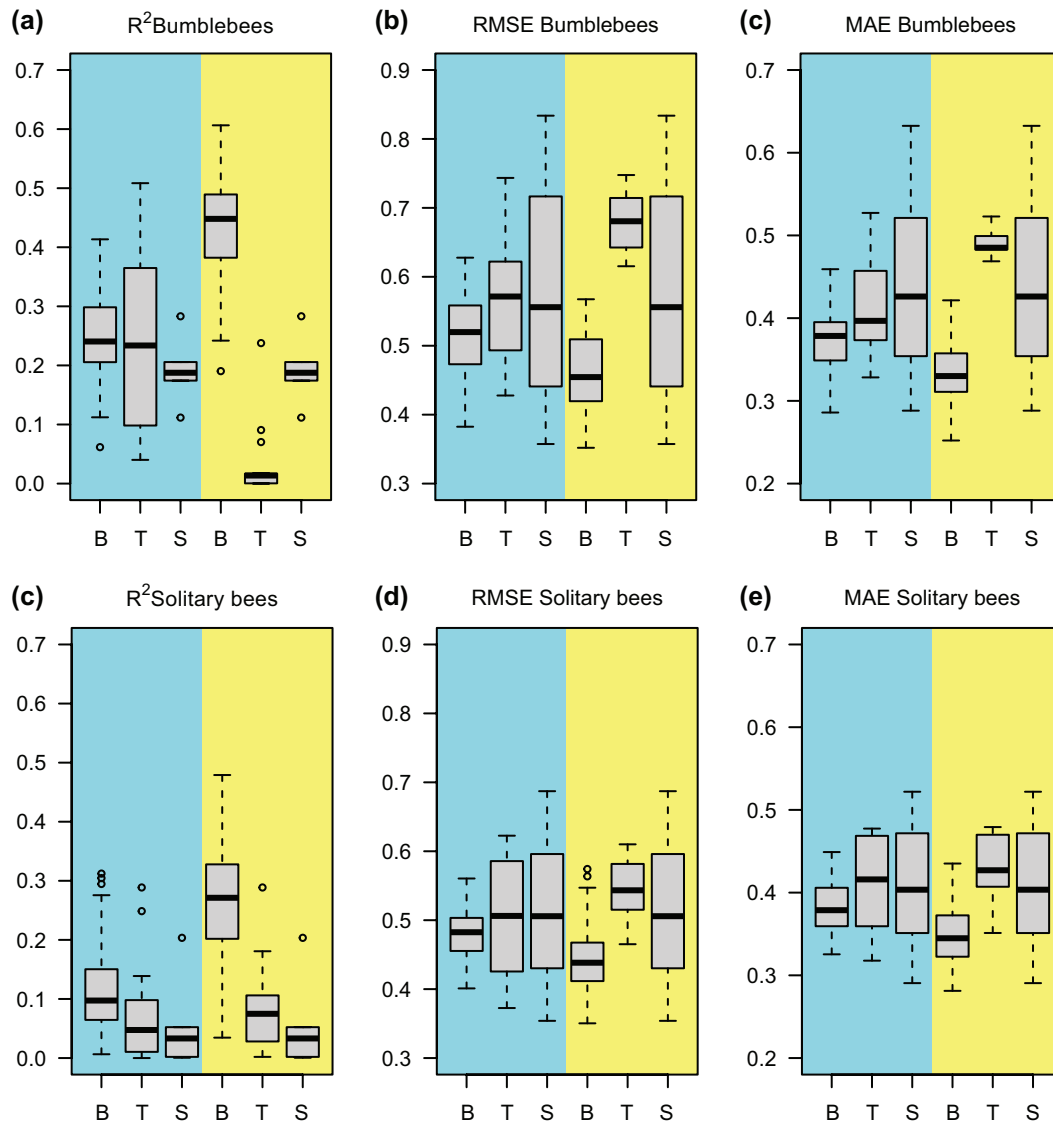 (a) R²Bumblebees
(b) RMSE Bumblebees
(c) MAE Bumblebees
0.7 0.9 0.7
0.6 0.8 0.6
0.5 0.7 0.5
0.4 0.6 0.4
0.3 0.5 0.3
0.2 0.4 0.2
0.1 0.3
0.0
B T S B T S
B T S B T S
B T S B T S
(c) R²Solitary bees
(d) RMSE Solitary bees
(e) MAE Solitary bees
0.7 0.9 0.7
0.6 0.8 0.6
0.5 0.7 0.5
0.4 0.6 0.4
0.3 0.5 0.3
0.2 0.4 0.2
0.1 0.3
0.0
B T S B T S
B T S B T S
B T S B T S